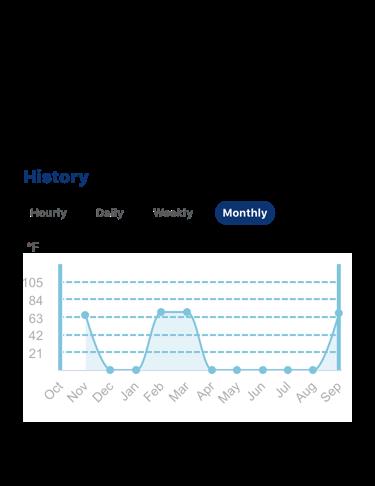 History
Hourly Daily Weekly Monthly
°F
105
84
63
42
21
Oct Nov Dec Jan Feb Mar Apr May Jun Jul Aug Sep